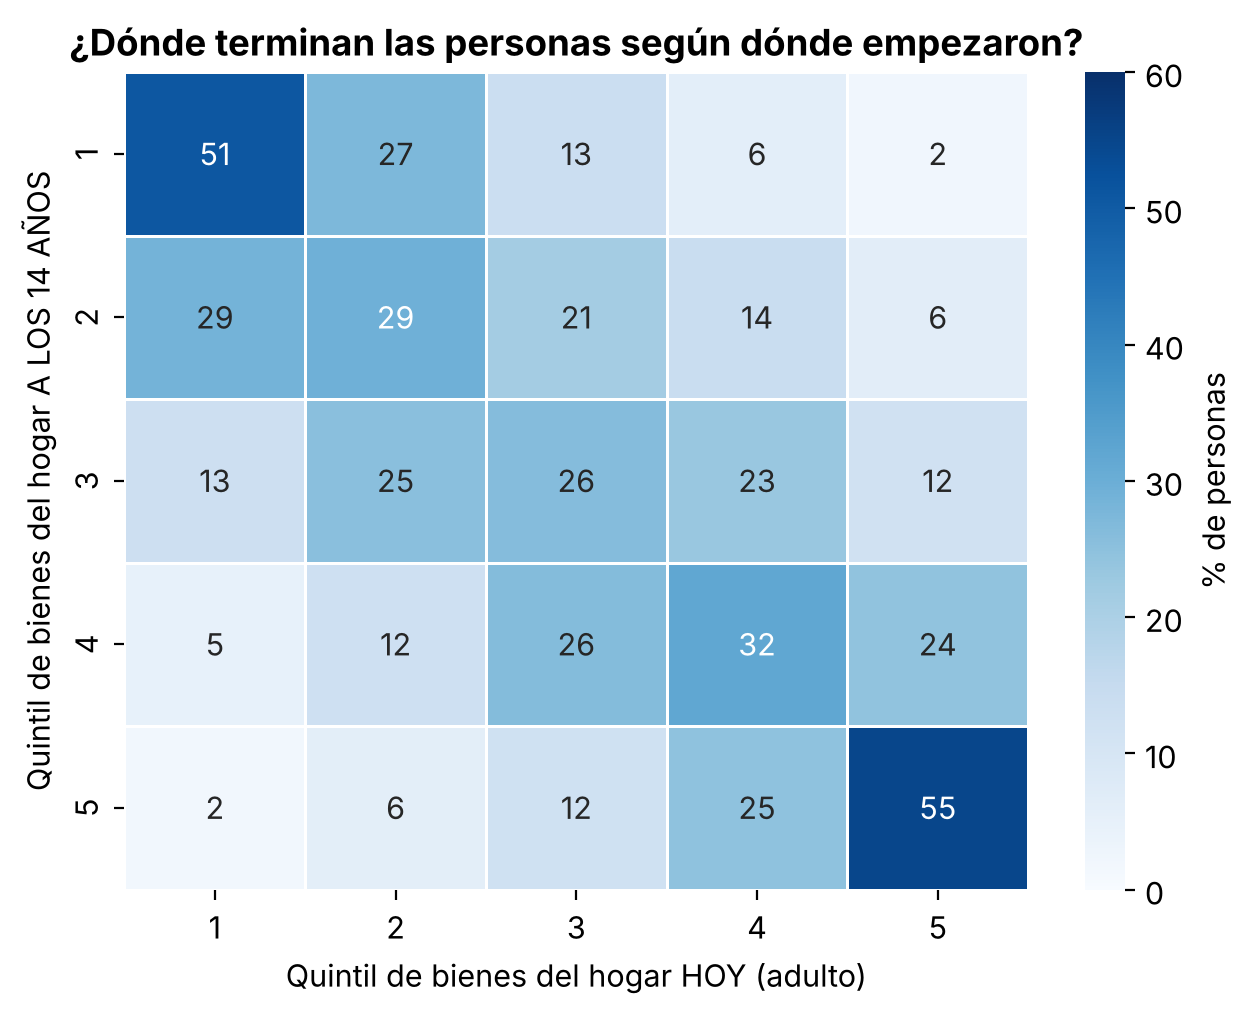 ¿Dónde terminan las personas según dónde empezaron?
Quintil de bienes del hogar A LOS 14 AÑOS
1 51 27 13 6 2
2 29 29 21 14 6
3 13 25 26 23 12
4 5 12 26 32 24
5 2 6 12 25 55
1 2 3 4 5
Quintil de bienes del hogar HOY (adulto)
60
50
40
30
20
10
0
% de personas